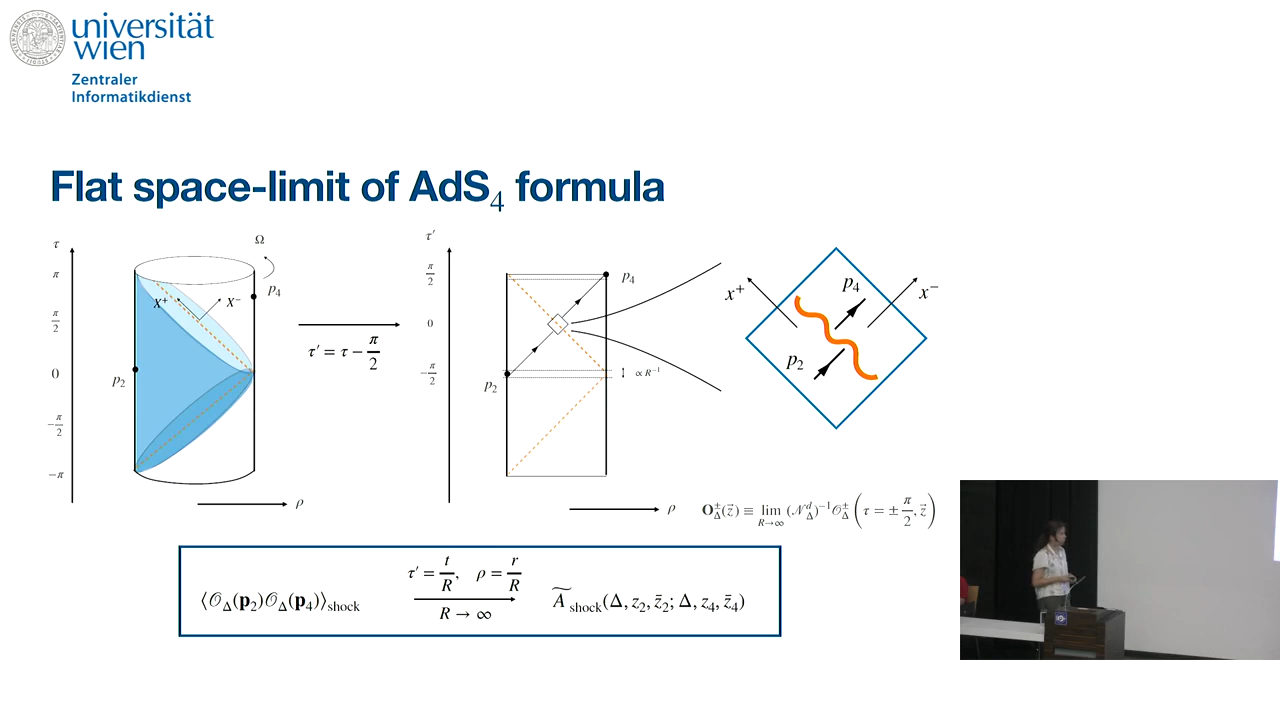 universität
wien
Zentraler
Informatikdienst
Flat space-limit of AdS₄ formula
τ
π
π/2
0
−π/2
−π
Ω
X⁺
X⁻
p₄
p₂
ρ
τ′ = τ − π/2
τ′
π/2
0
−π/2
p₄
p₂
∝ R⁻¹
ρ
x⁺
x⁻
p₄
p₂
𝐎^±_Δ(z⃗) ≡ lim_{R→∞} (𝒩^d_Δ)⁻¹ 𝒪^±_Δ (τ = ± π/2, z⃗)
⟨𝒪_Δ(𝐩₂)𝒪_Δ(𝐩₄)⟩_shock
τ′ = t/R, ρ = r/R
R → ∞
Ã_shock(Δ, z₂, z̄₂; Δ, z₄, z̄₄)